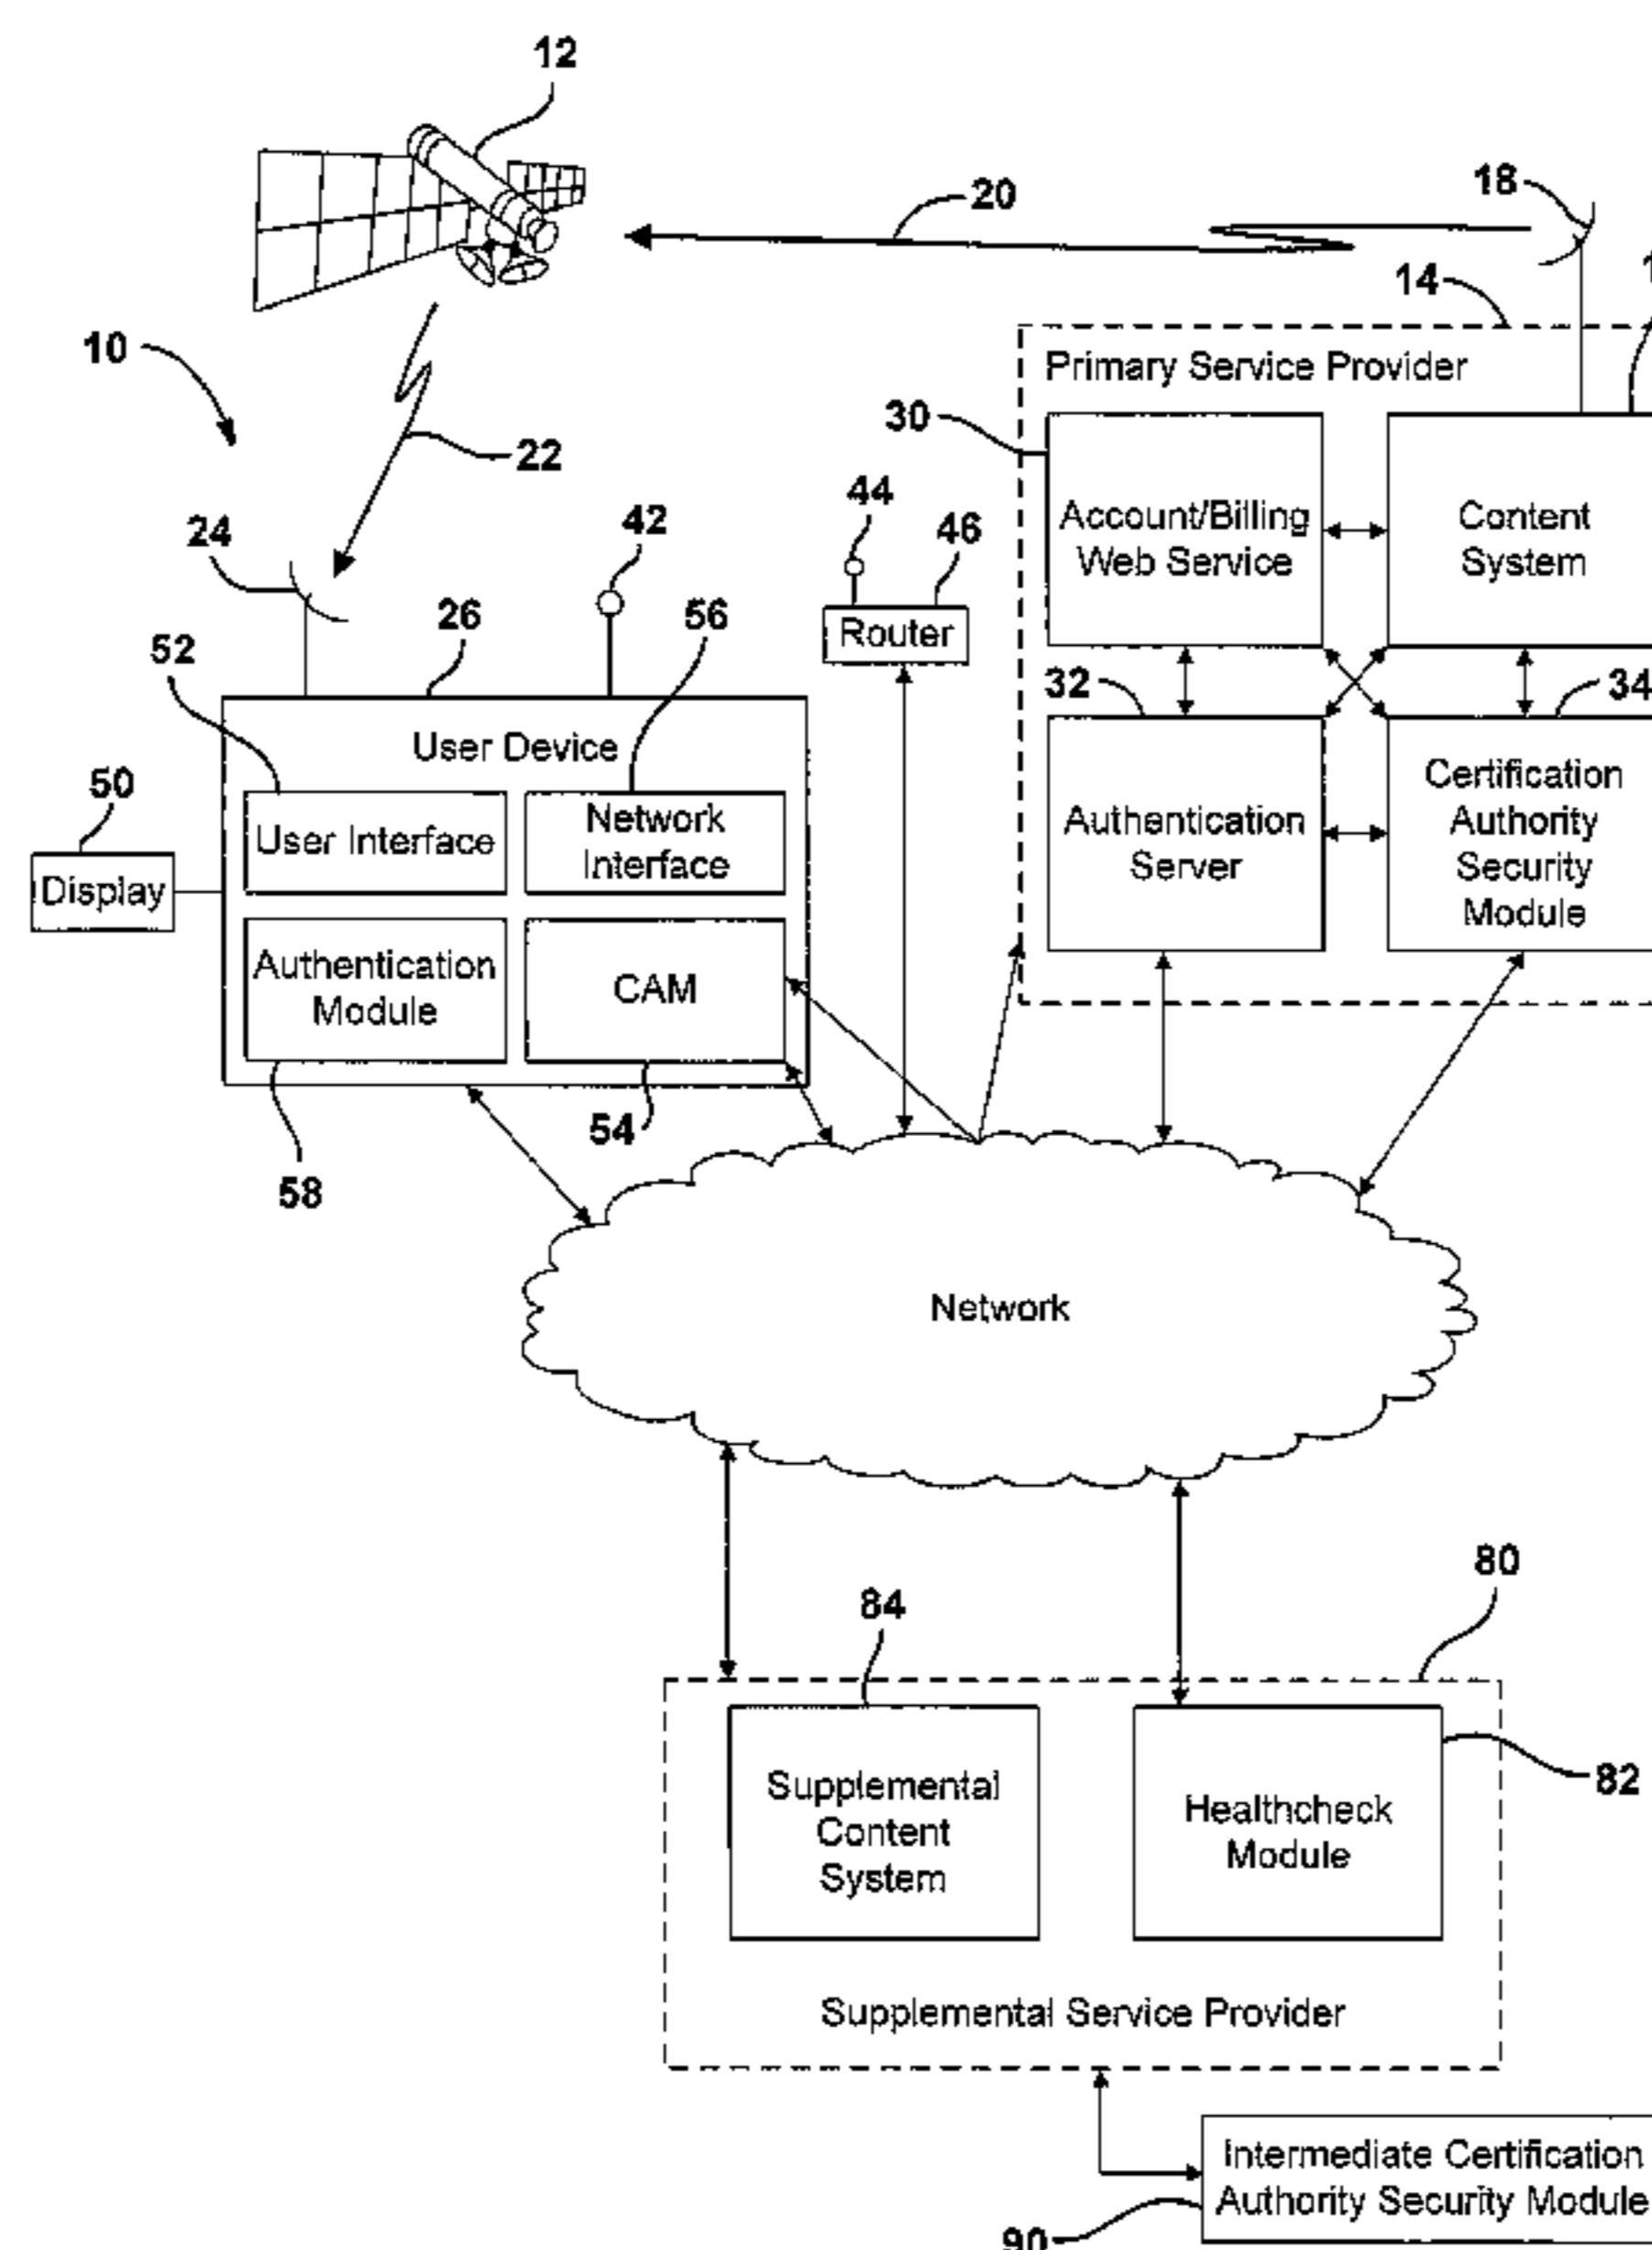 12
20
18
14
10
Primary Service Provider
30
22
44
Account/Billing
Web Service
Content
System
24
42
46
26
56
Router
52
32
34
User Device
50
User Interface
Network
Interface
Authentication
Server
Certification
Authority
Security
Module
Display
Authentication
Module
CAM
54
58
Network
80
84
82
Supplemental
Content
System
Healthcheck
Module
Supplemental Service Provider
Intermediate Certification
Authority Security Module
90